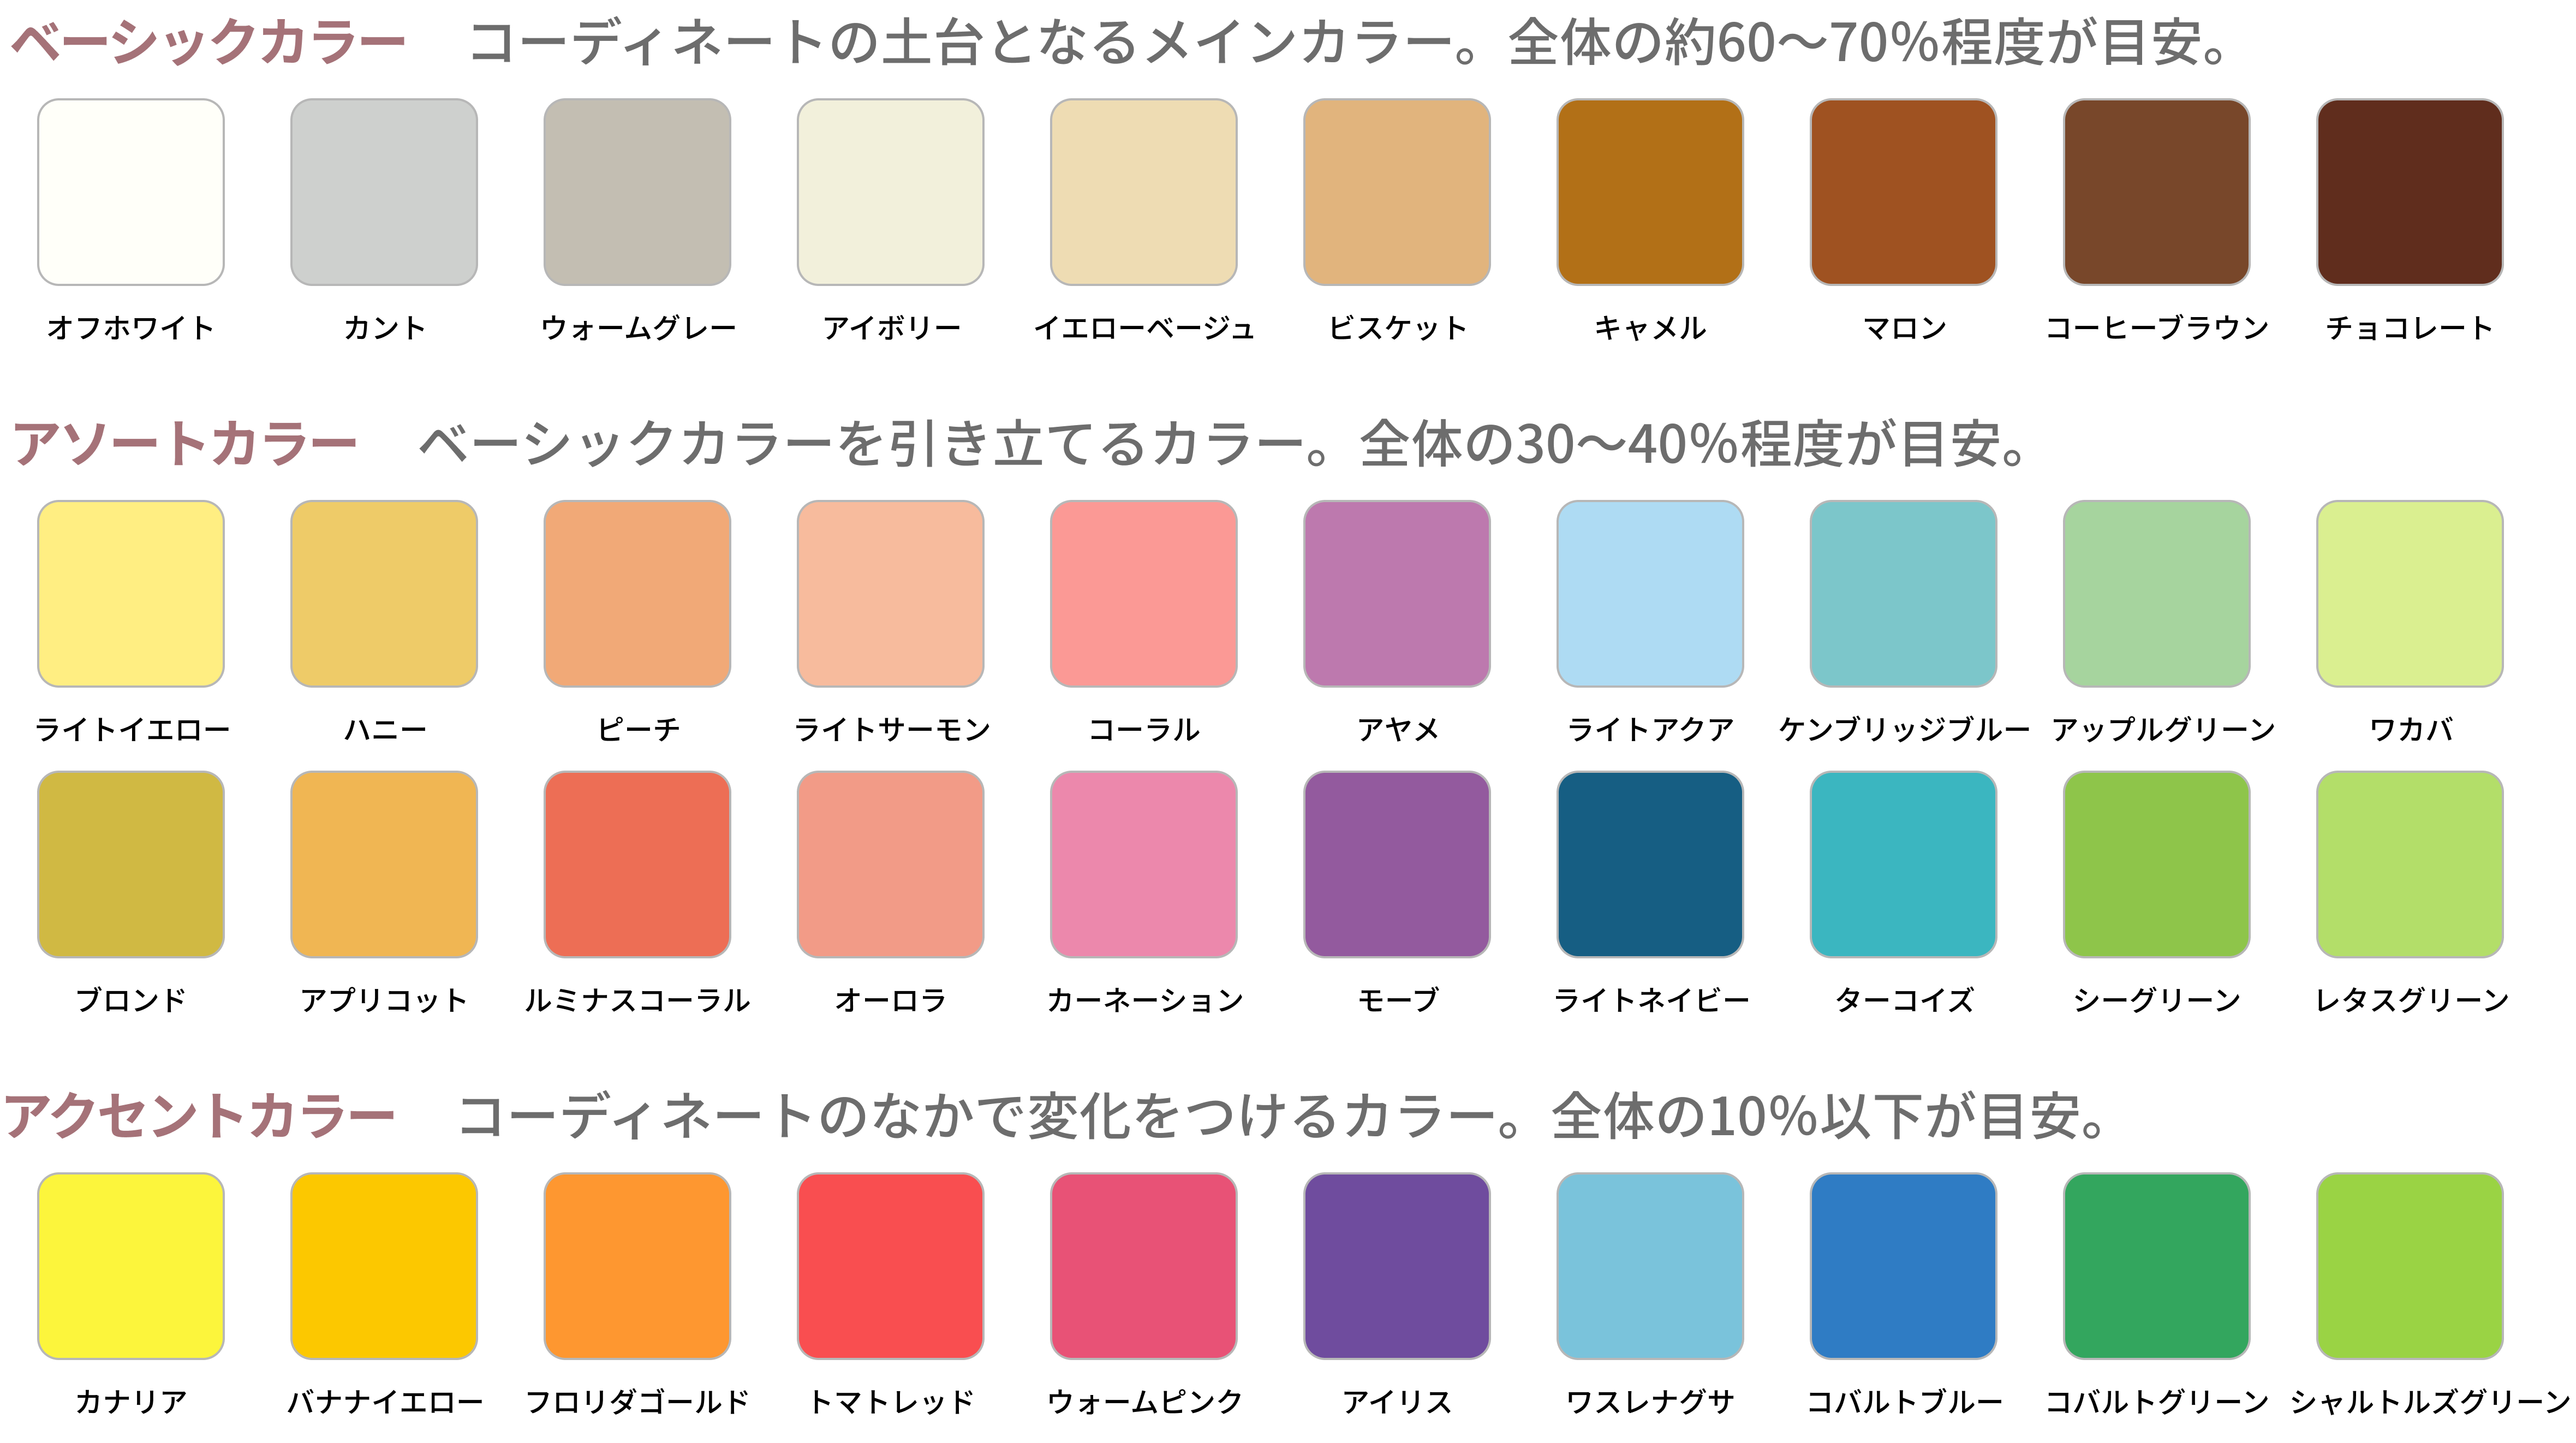 ベーシックカラー　コーディネートの土台となるメインカラー。全体の約60〜70%程度が目安。
オフホワイト　カント　ウォームグレー　アイボリー　イエローベージュ　ビスケット　キャメル　マロン　コーヒーブラウン　チョコレート
アソートカラー　ベーシックカラーを引き立てるカラー。全体の30〜40%程度が目安。
ライトイエロー　ハニー　ピーチ　ライトサーモン　コーラル　アヤメ　ライトアクア　ケンブリッジブルー　アップルグリーン　ワカバ
ブロンド　アプリコット　ルミナスコーラル　オーロラ　カーネーション　モーブ　ライトネイビー　ターコイズ　シーグリーン　レタスグリーン
アクセントカラー　コーディネートのなかで変化をつけるカラー。全体の10%以下が目安。
カナリア　バナナイエロー　フロリダゴールド　トマトレッド　ウォームピンク　アイリス　ワスレナグサ　コバルトブルー　コバルトグリーン　シャルトルズグリーン